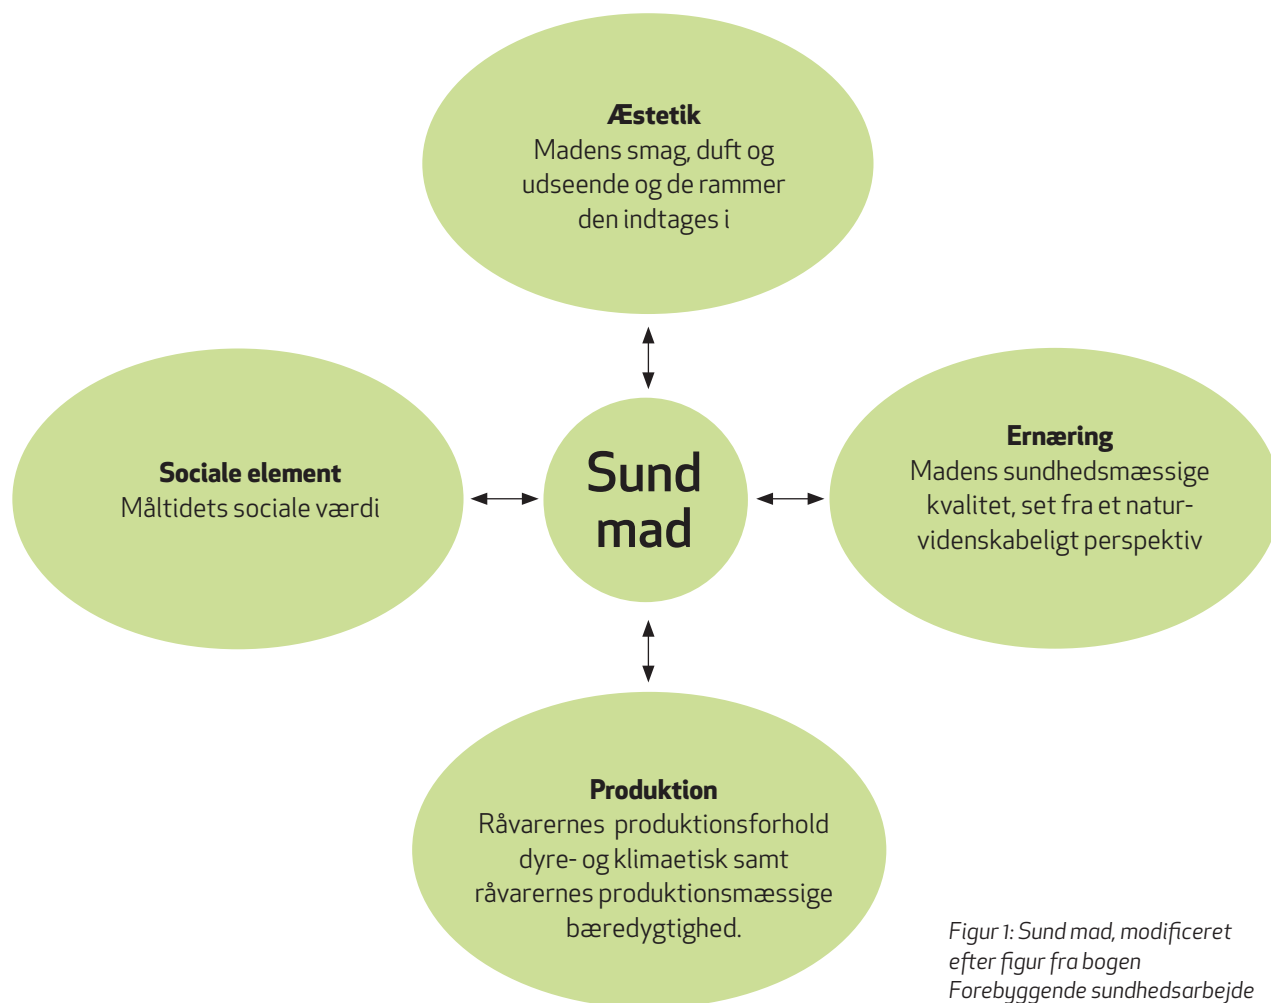 Æstetik
Madens smag, duft og
udseende og de rammer
den indtages i
Sociale element
Måltidets sociale værdi
Sund
mad
Ernæring
Madens sundhedsmæssige
kvalitet, set fra et natur-
videnskabeligt perspektiv
Produktion
Råvarernes produktionsforhold
dyre- og klimaetisk samt
råvarernes produktionsmæssige
bæredygtighed.
Figur 1: Sund mad, modificeret
efter figur fra bogen
Forebyggende sundhedsarbejde